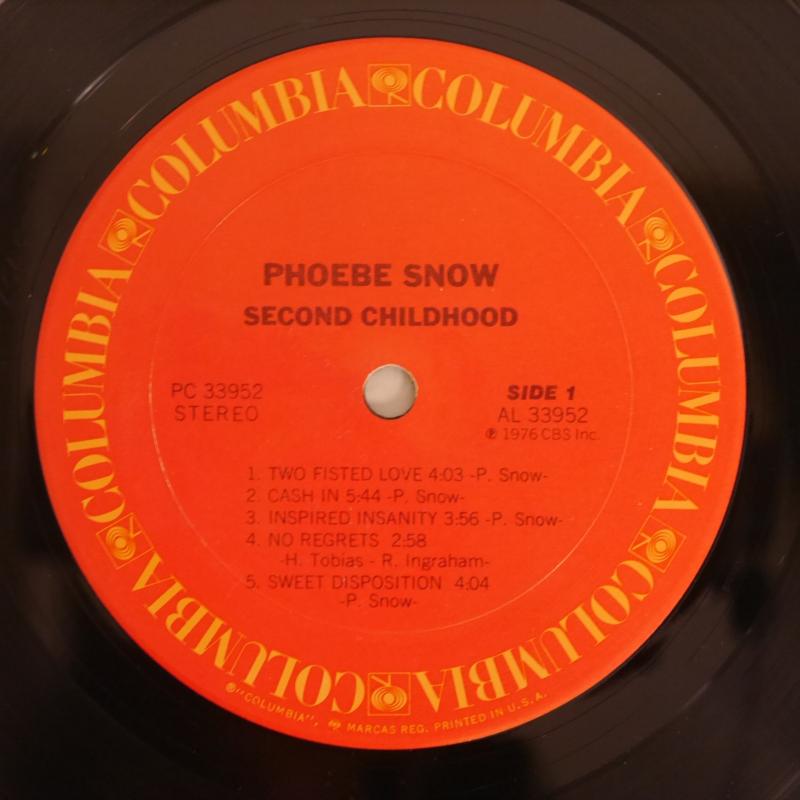 COLUMBIA COLUMBIA COLUMBIA COLUMBIA COLUMBIA COLUMBIA
PHOEBE SNOW
SECOND CHILDHOOD
PC 33952
STEREO
SIDE 1
AL 33952
℗ 1976 CBS Inc.
1. TWO FISTED LOVE 4:03 -P. Snow-
2. CASH IN 5:44 -P. Snow-
3. INSPIRED INSANITY 3:56 -P. Snow-
4. NO REGRETS 2:58
-H. Tobias - R. Ingraham-
5. SWEET DISPOSITION 4:04
-P. Snow-
®"COLUMBIA", MARCAS REG. PRINTED IN U.S.A.